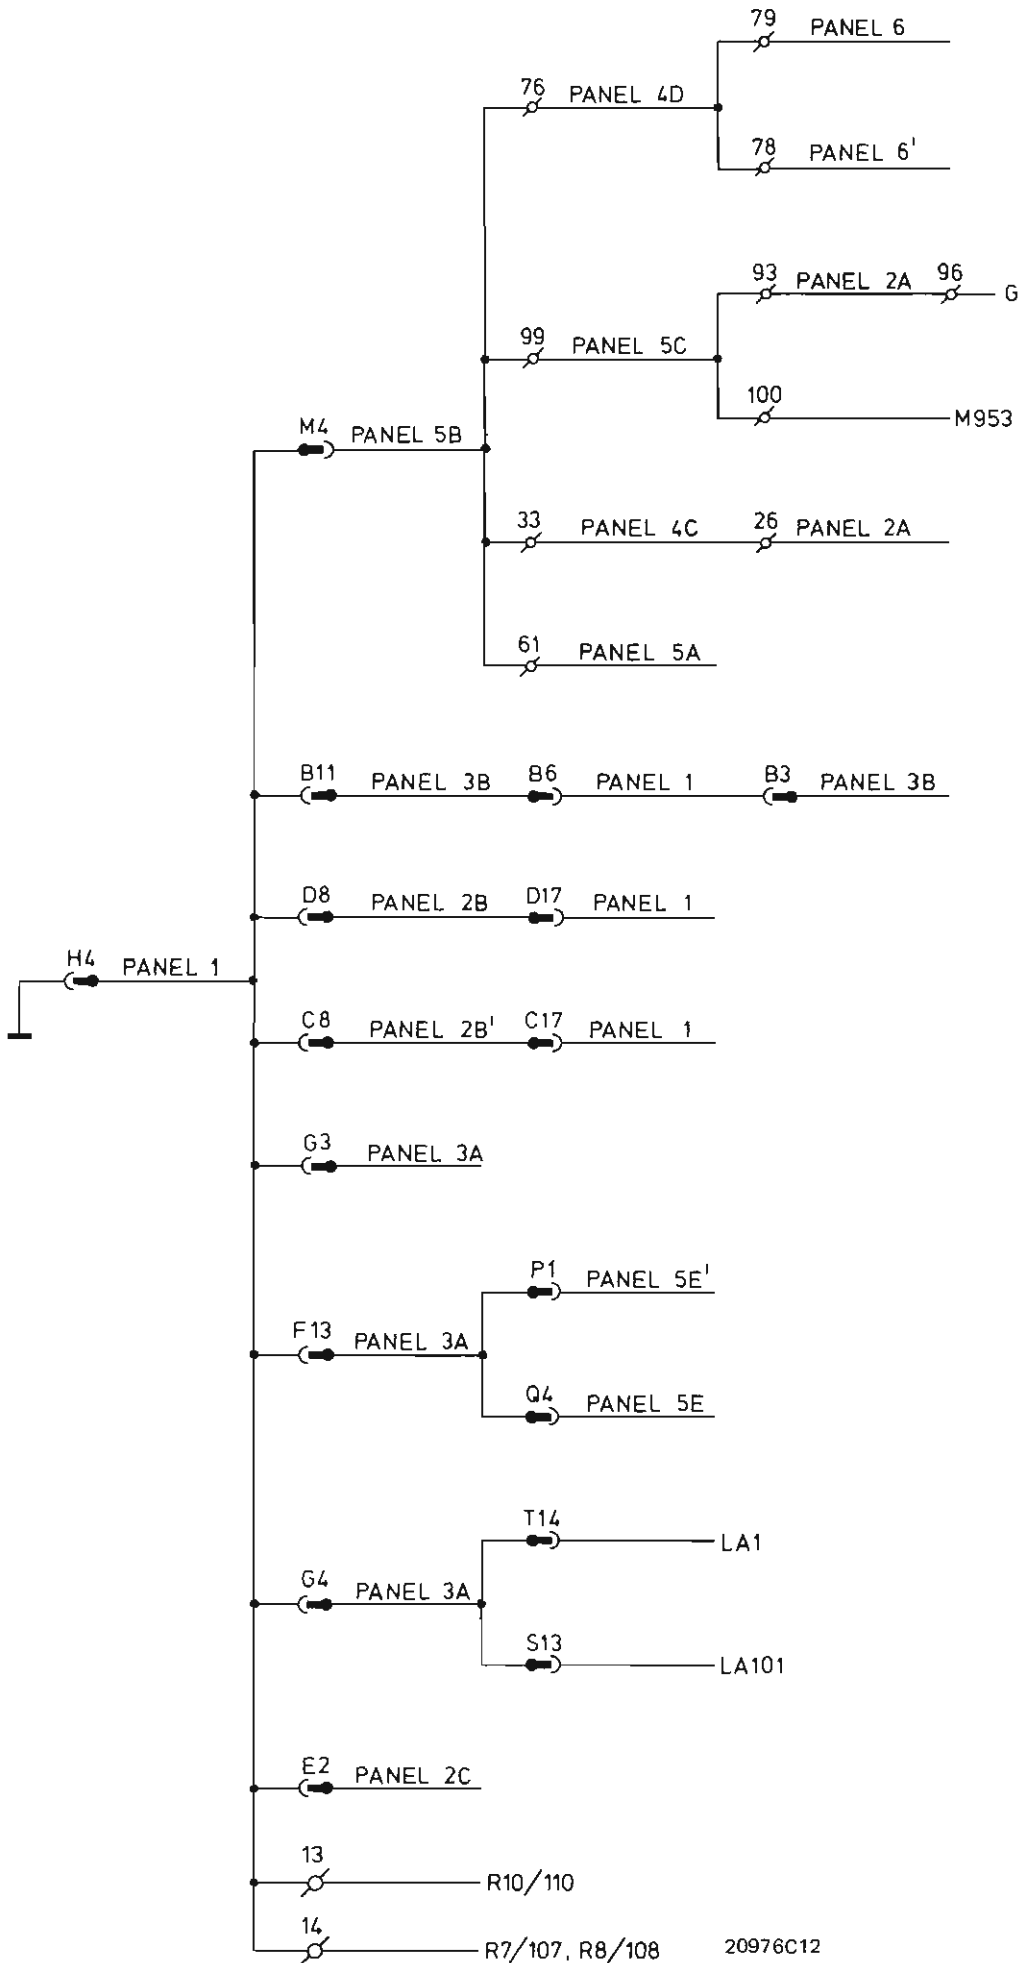 79 PANEL 6
76 PANEL 4D
78 PANEL 6'
93 PANEL 2A 96 G
99 PANEL 5C
100 M953
M4 PANEL 5B
33 PANEL 4C 26 PANEL 2A
61 PANEL 5A
B11 PANEL 3B B6 PANEL 1 B3 PANEL 3B
D8 PANEL 2B D17 PANEL 1
H4 PANEL 1
C8 PANEL 2B' C17 PANEL 1
G3 PANEL 3A
P1 PANEL 5E'
F13 PANEL 3A
Q4 PANEL 5E
T14 LA1
G4 PANEL 3A
S13 LA101
E2 PANEL 2C
13 R10/110
14 R7/107, R8/108
20976C12